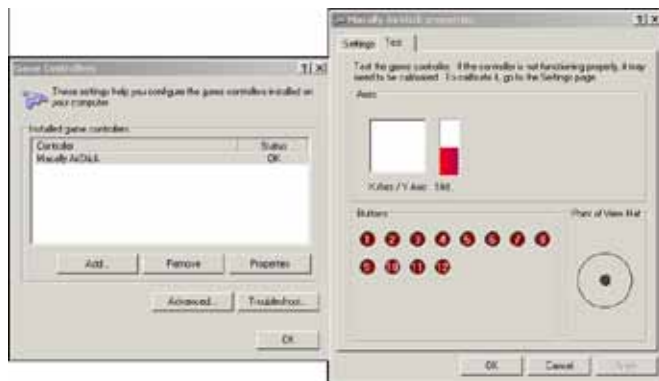 Game Controllers
These settings help you configure the game controllers installed on
your computer.
Installed game controllers
Controller Status
Macally AirStick OK
Add... Remove Properties
Advanced... Troubleshoot...
OK
Macally AirStick properties
Settings Test
Test the game controller. If the controller is not functioning properly, it may
need to be calibrated. To calibrate it, go to the Settings page.
Axes
X Axis / Y Axis
Buttons
Point of View Hat
1 2 3 4 5 6 7 8
9 10 11 12
OK Cancel Apply